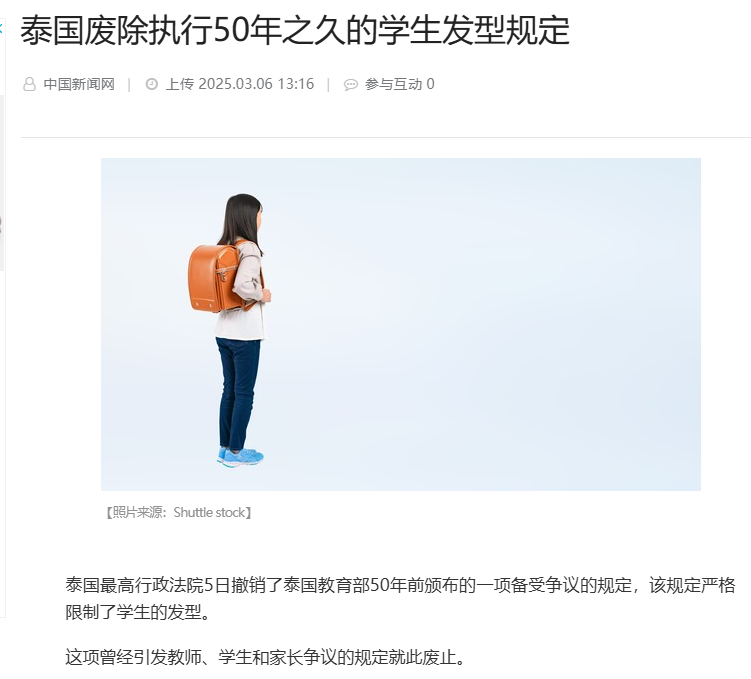 泰国废除执行50年之久的学生发型规定
中国新闻网 | 上传 2025.03.06 13:16 | 参与互动 0
【照片来源：Shuttle stock】
泰国最高行政法院5日撤销了泰国教育部50年前颁布的一项备受争议的规定，该规定严格
限制了学生的发型。
这项曾经引发教师、学生和家长争议的规定就此废止。